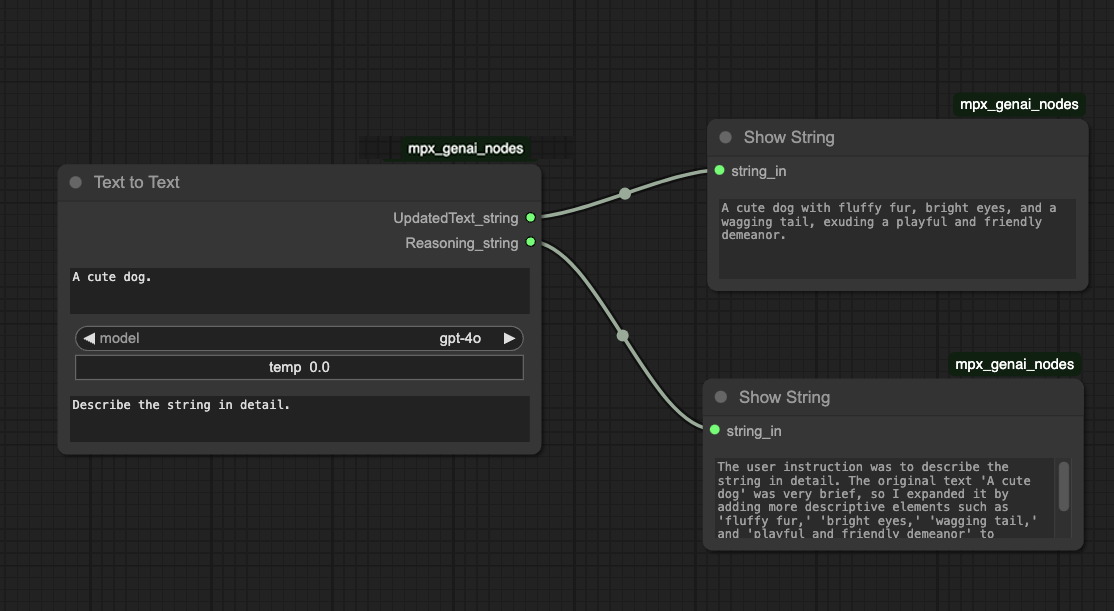 mpx_genai_nodes
Text to Text
UpdatedText_string
Reasoning_string
A cute dog.
model gpt-4o
temp 0.0
Describe the string in detail.
mpx_genai_nodes
Show String
string_in
A cute dog with fluffy fur, bright eyes, and a
wagging tail, exuding a playful and friendly
demeanor.
mpx_genai_nodes
Show String
string_in
The user instruction was to describe the
string in detail. The original text 'A cute
dog' was very brief, so I expanded it by
adding more descriptive elements such as
'fluffy fur,' 'bright eyes,' 'wagging tail,'
and 'playful and friendly demeanor' to